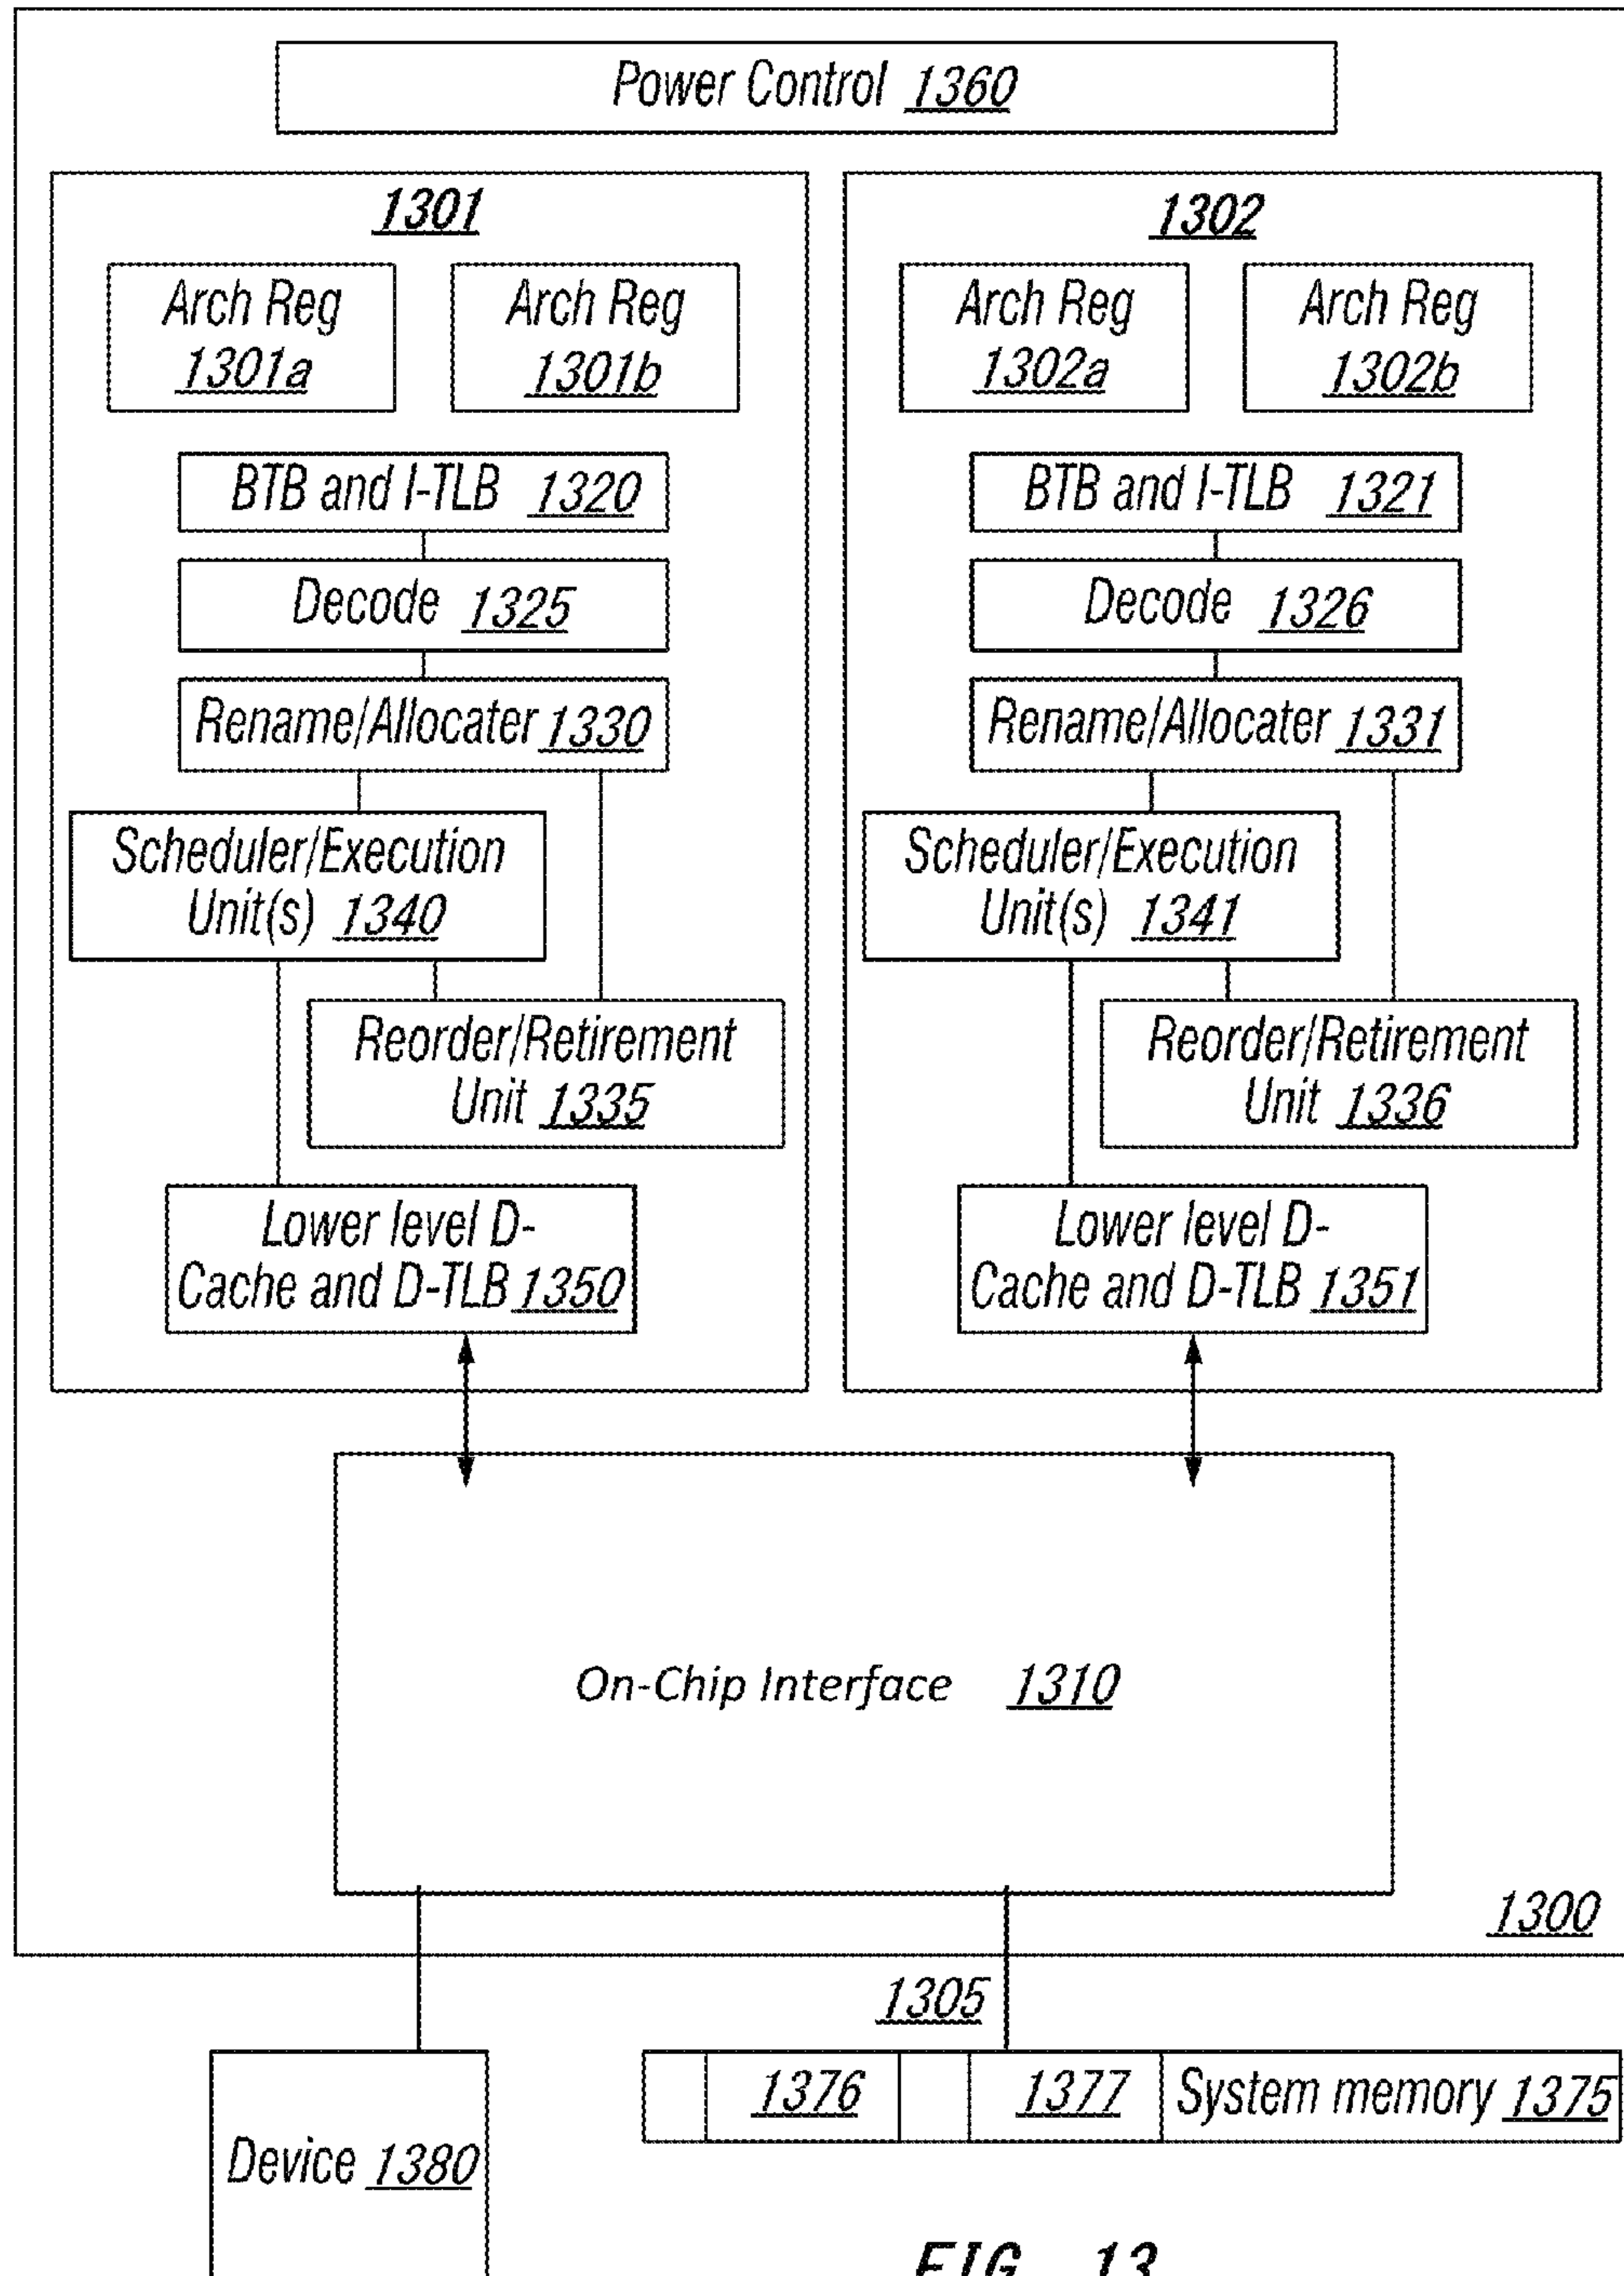 Power Control 1360
1301
Arch Reg
1301a
Arch Reg
1301b
BTB and I-TLB 1320
Decode 1325
Rename/Allocater 1330
Scheduler/Execution
Unit(s) 1340
Reorder/Retirement
Unit 1335
Lower level D-
Cache and D-TLB 1350
1302
Arch Reg
1302a
Arch Reg
1302b
BTB and I-TLB 1321
Decode 1326
Rename/Allocater 1331
Scheduler/Execution
Unit(s) 1341
Reorder/Retirement
Unit 1336
Lower level D-
Cache and D-TLB 1351
On-Chip Interface 1310
1300
1305
1376 1377 System memory 1375
Device 1380
FIG. 13